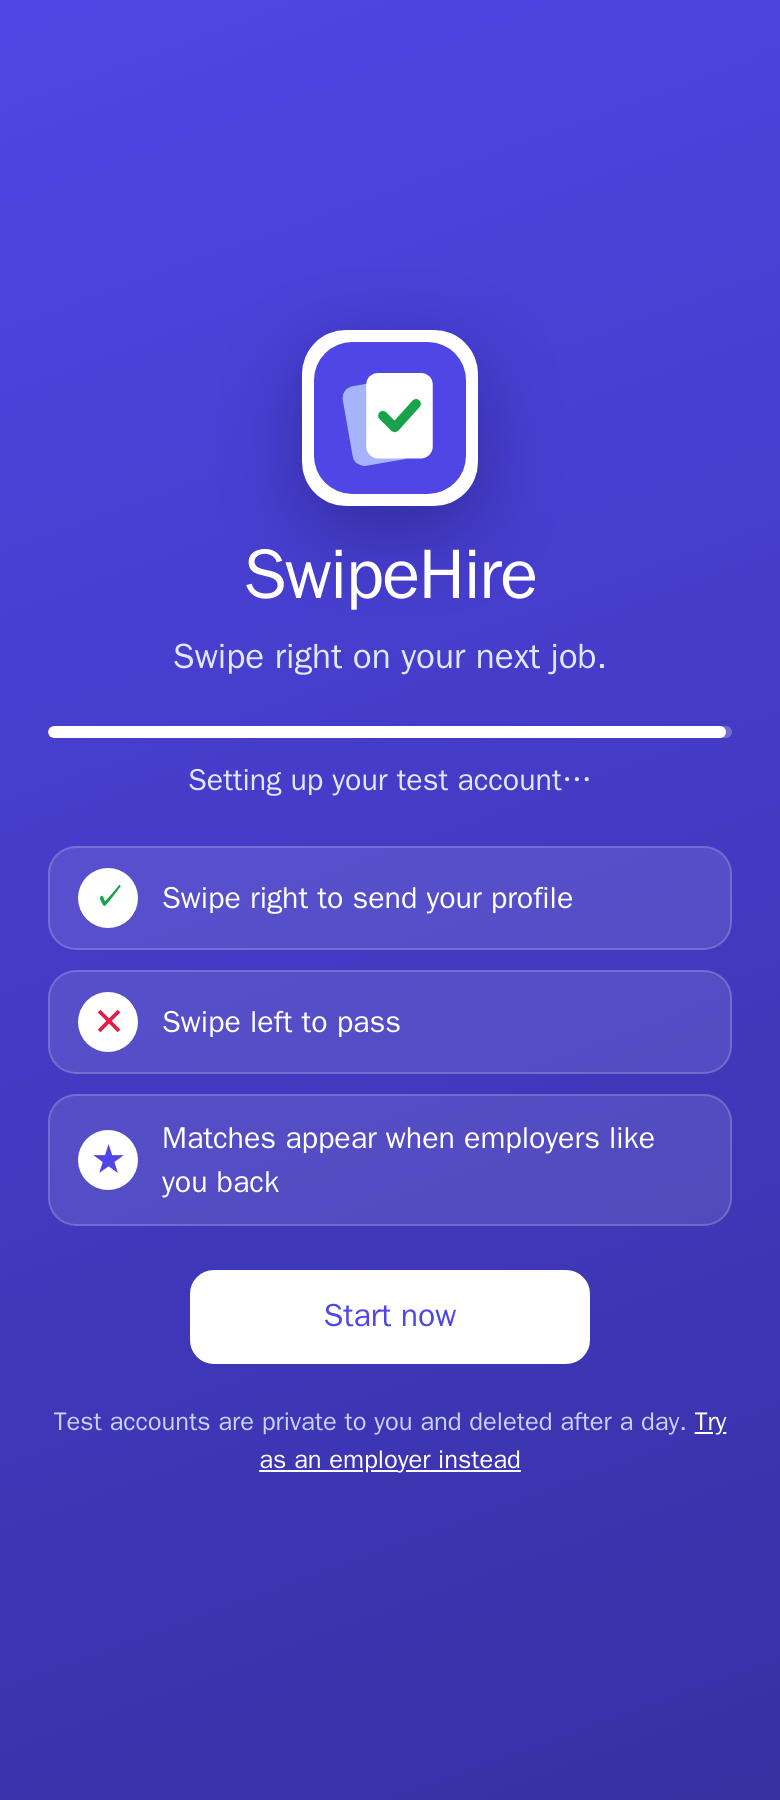 SwipeHire
Swipe right on your next job.
Setting up your test account…
✓ Swipe right to send your profile
✕ Swipe left to pass
★ Matches appear when employers like
you back
Start now
Test accounts are private to you and deleted after a day. Try
as an employer instead